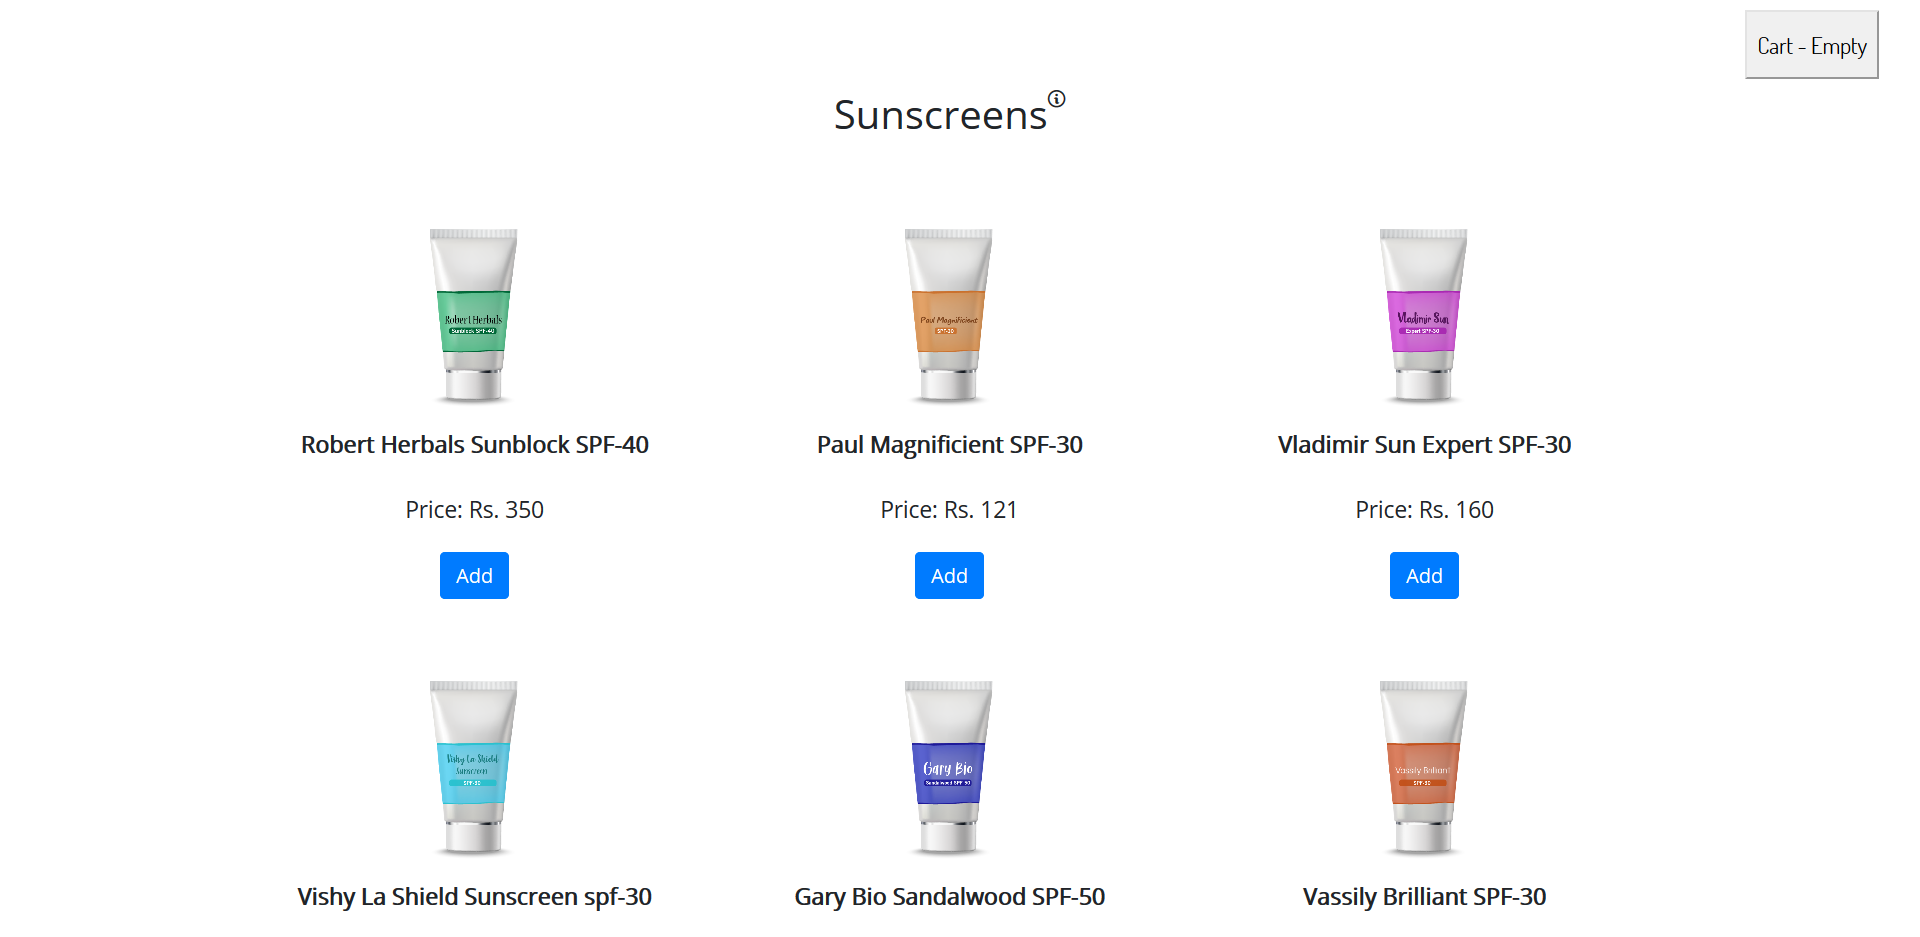 Cart - Empty
Sunscreens
Robert Herbals
Sunblock SPF-40
Paul Magnificient
SPF-30
Vladimir Sun
Expert SPF-30
Robert Herbals Sunblock SPF-40
Paul Magnificient SPF-30
Vladimir Sun Expert SPF-30
Price: Rs. 350
Price: Rs. 121
Price: Rs. 160
Add
Add
Add
Vishy La Shield
Sunscreen
SPF-30
Gary Bio
Sandalwood SPF-50
Vassily Briliant
SPF-30
Vishy La Shield Sunscreen spf-30
Gary Bio Sandalwood SPF-50
Vassily Brilliant SPF-30